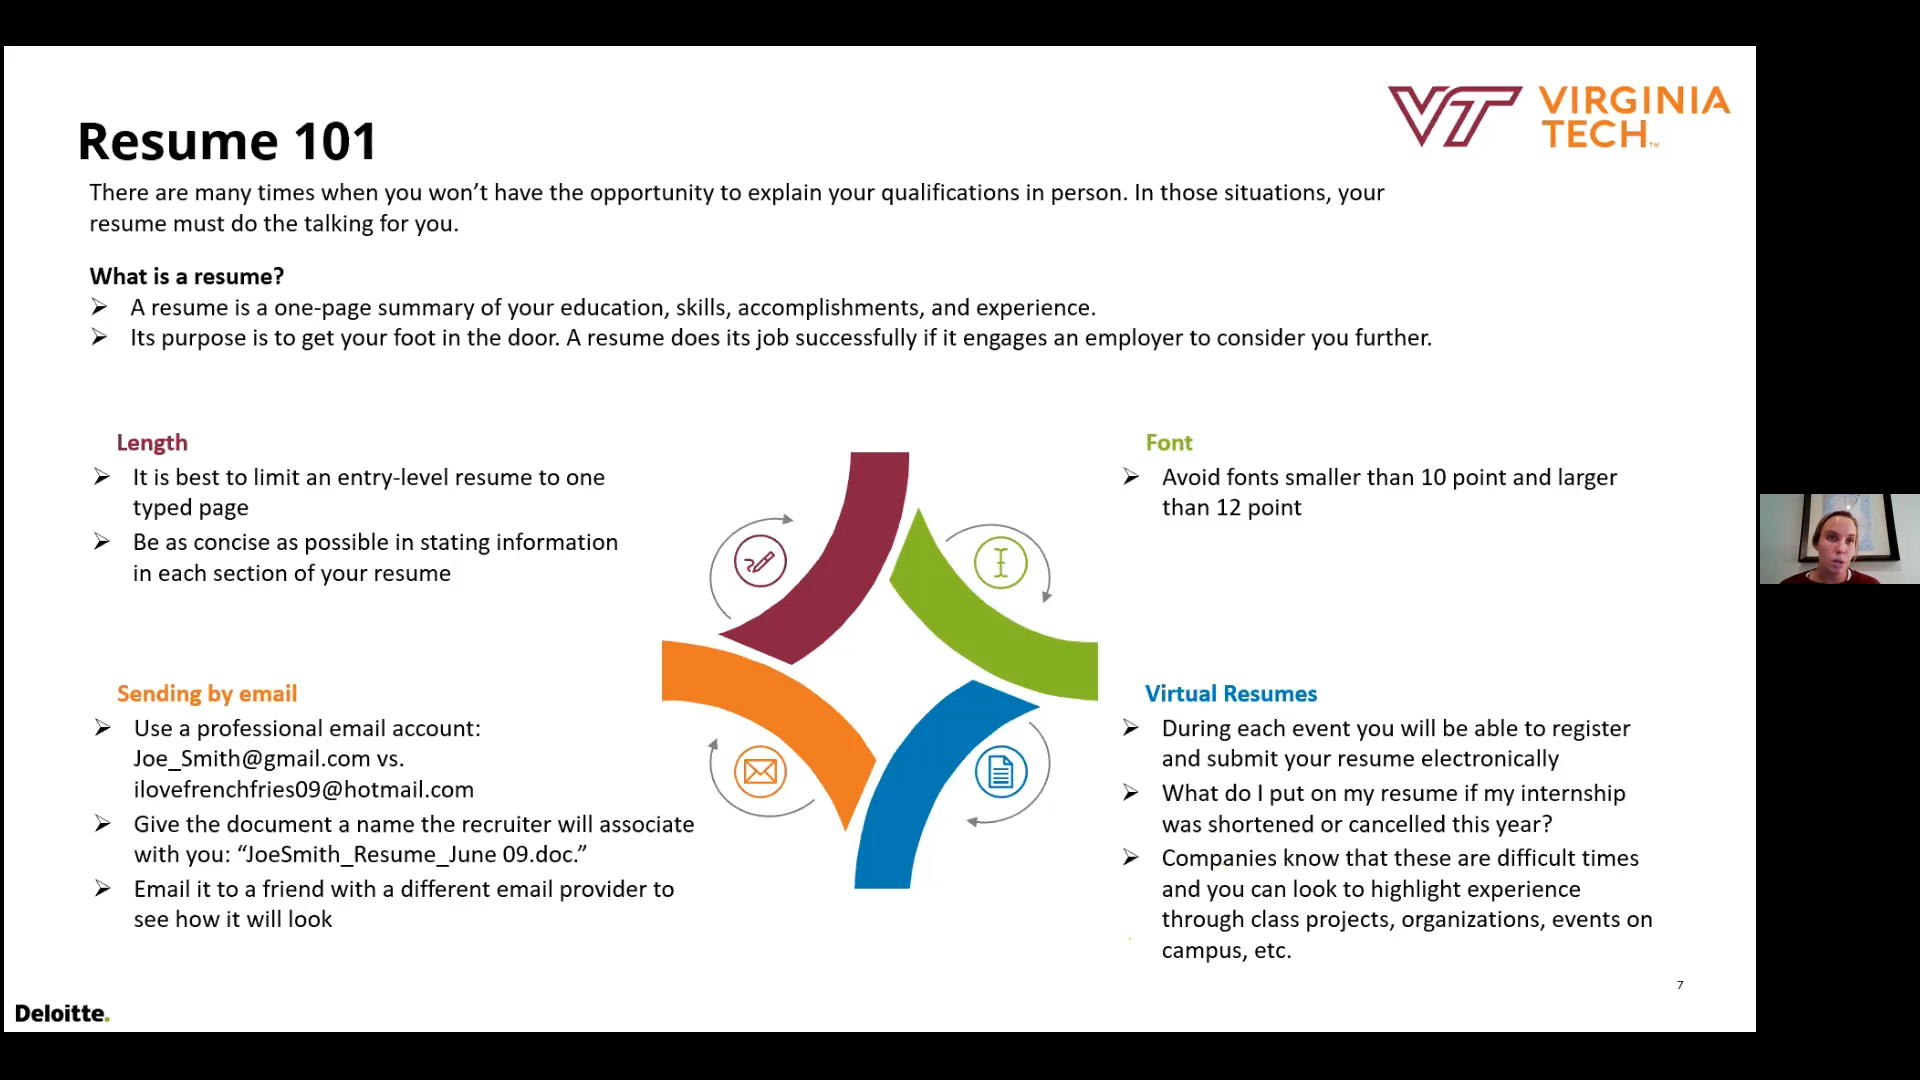 VT VIRGINIA
TECH™
Resume 101
There are many times when you won’t have the opportunity to explain your qualifications in person. In those situations, your
resume must do the talking for you.
What is a resume?
➢ A resume is a one-page summary of your education, skills, accomplishments, and experience.
➢ Its purpose is to get your foot in the door. A resume does its job successfully if it engages an employer to consider you further.
Length
➢ It is best to limit an entry-level resume to one
typed page
➢ Be as concise as possible in stating information
in each section of your resume
Font
➢ Avoid fonts smaller than 10 point and larger
than 12 point
Sending by email
➢ Use a professional email account:
Joe_Smith@gmail.com vs.
ilovefrenchfries09@hotmail.com
➢ Give the document a name the recruiter will associate
with you: “JoeSmith_Resume_June 09.doc.”
➢ Email it to a friend with a different email provider to
see how it will look
Virtual Resumes
➢ During each event you will be able to register
and submit your resume electronically
➢ What do I put on my resume if my internship
was shortened or cancelled this year?
➢ Companies know that these are difficult times
and you can look to highlight experience
through class projects, organizations, events on
campus, etc.
7
Deloitte.